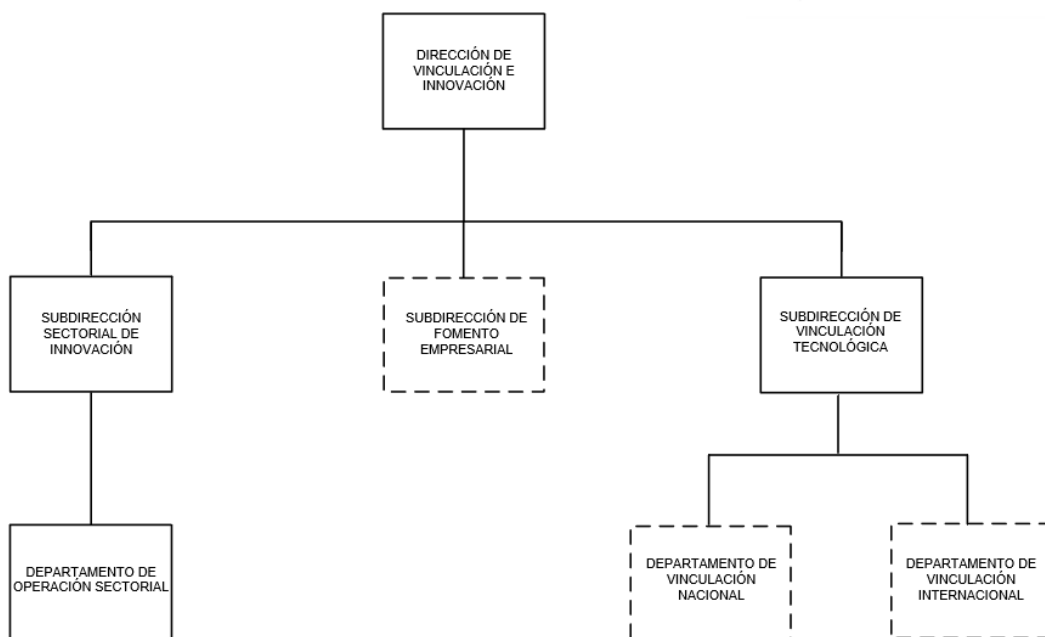 DIRECCIÓN DE
VINCULACIÓN E
INNOVACIÓN
SUBDIRECCIÓN
SECTORIAL DE
INNOVACIÓN
SUBDIRECCIÓN DE
FOMENTO
EMPRESARIAL
SUBDIRECCIÓN DE
VINCULACIÓN
TECNOLÓGICA
DEPARTAMENTO DE
OPERACIÓN SECTORIAL
DEPARTAMENTO DE
VINCULACIÓN
NACIONAL
DEPARTAMENTO DE
VINCULACIÓN
INTERNACIONAL